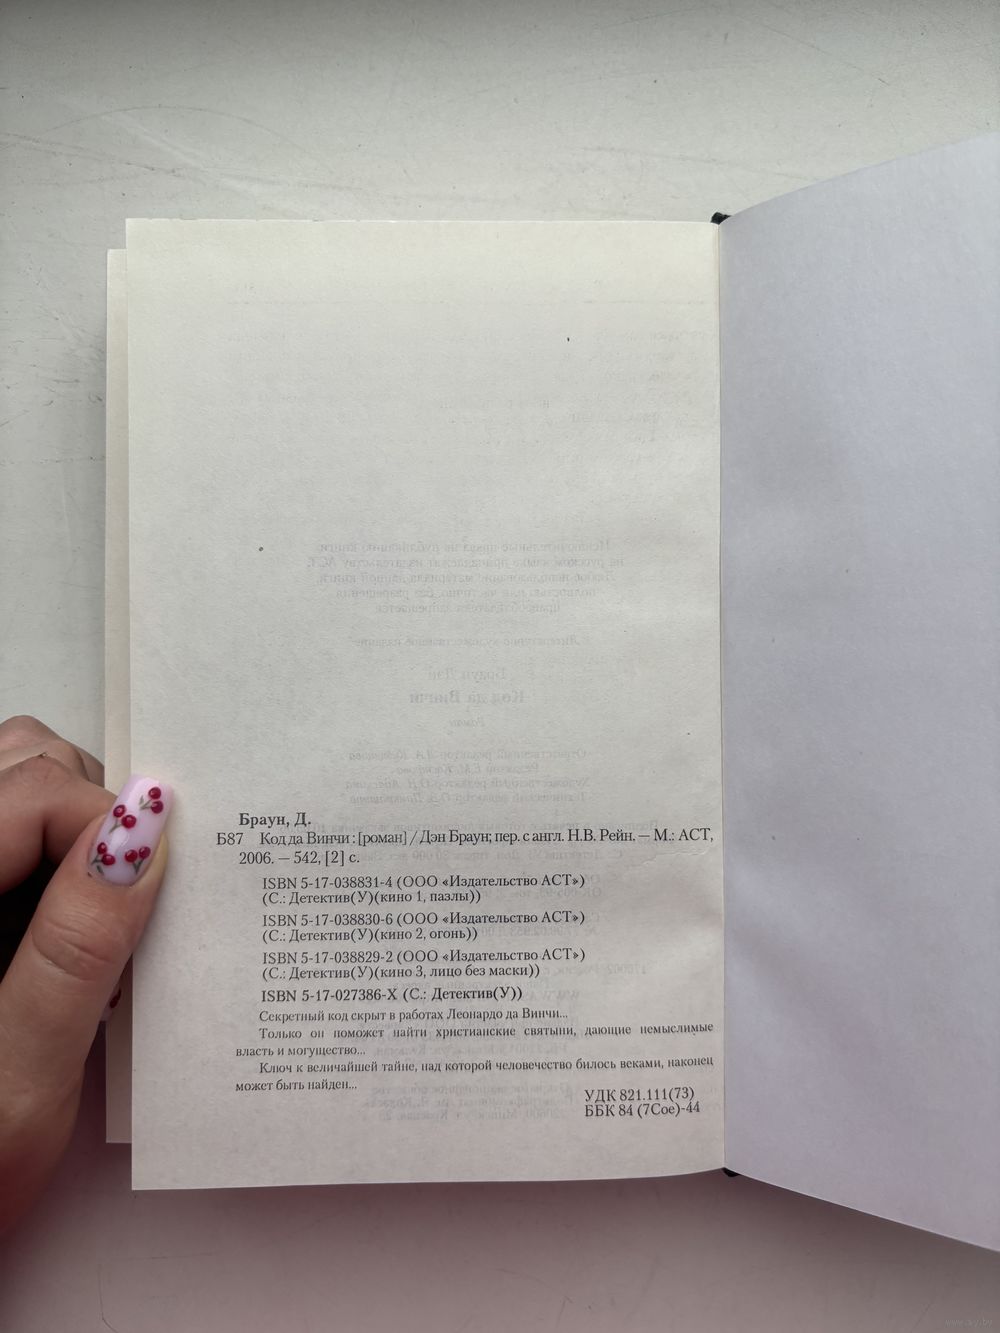 Браун, Д.
Б87 Код да Винчи : [роман] / Дэн Браун; пер. с англ. Н.В. Рейн. — М.: АСТ,
2006. — 542, [2] с.
ISBN 5-17-038831-4 (ООО «Издательство АСТ»)
(С.: Детектив(У)(кино 1, пазлы))
ISBN 5-17-038830-6 (ООО «Издательство АСТ»)
(С.: Детектив(У)(кино 2, огонь))
ISBN 5-17-038829-2 (ООО «Издательство АСТ»)
(С.: Детектив(У)(кино 3, лицо без маски))
ISBN 5-17-027386-X (С.: Детектив(У))
Секретный код скрыт в работах Леонардо да Винчи...
Только он поможет найти христианские святыни, дающие немыслимые
власть и могущество...
Ключ к величайшей тайне, над которой человечество билось веками, наконец
может быть найден...
УДК 821.111(73)
ББК 84 (7Сое)-44